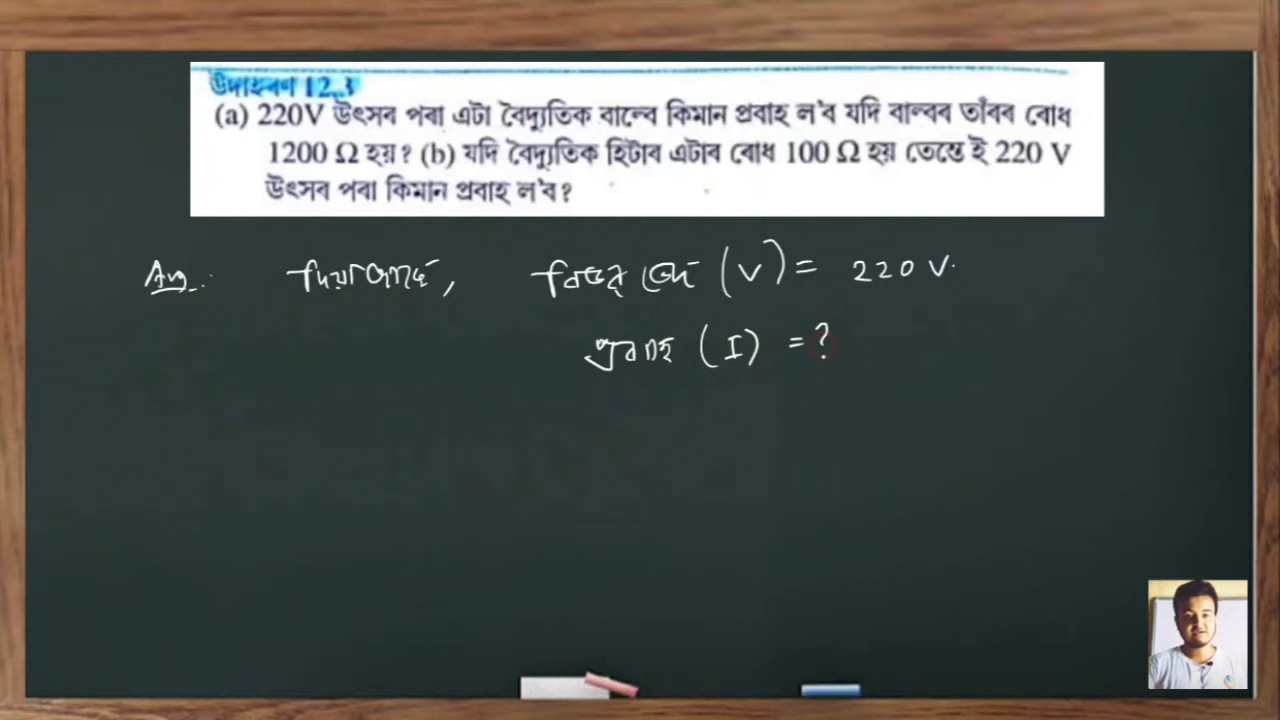 উদাহৰণ 12.3
(a) 220V উৎসৰ পৰা এটা বৈদ্যুতিক বাল্বে কিমান প্ৰবাহ ল'ব যদি বাল্বৰ তাঁৰৰ ৰোধ
1200 Ω হয়? (b) যদি বৈদ্যুতিক হিটাৰ এটাৰ ৰোধ 100 Ω হয় তেন্তে ই 220 V
উৎসৰ পৰা কিমান প্ৰবাহ ল'ব?
Ans: দিয়া আছে, বিভৱ ভেদ (V) = 220 V.
প্ৰবাহ (I) = ?